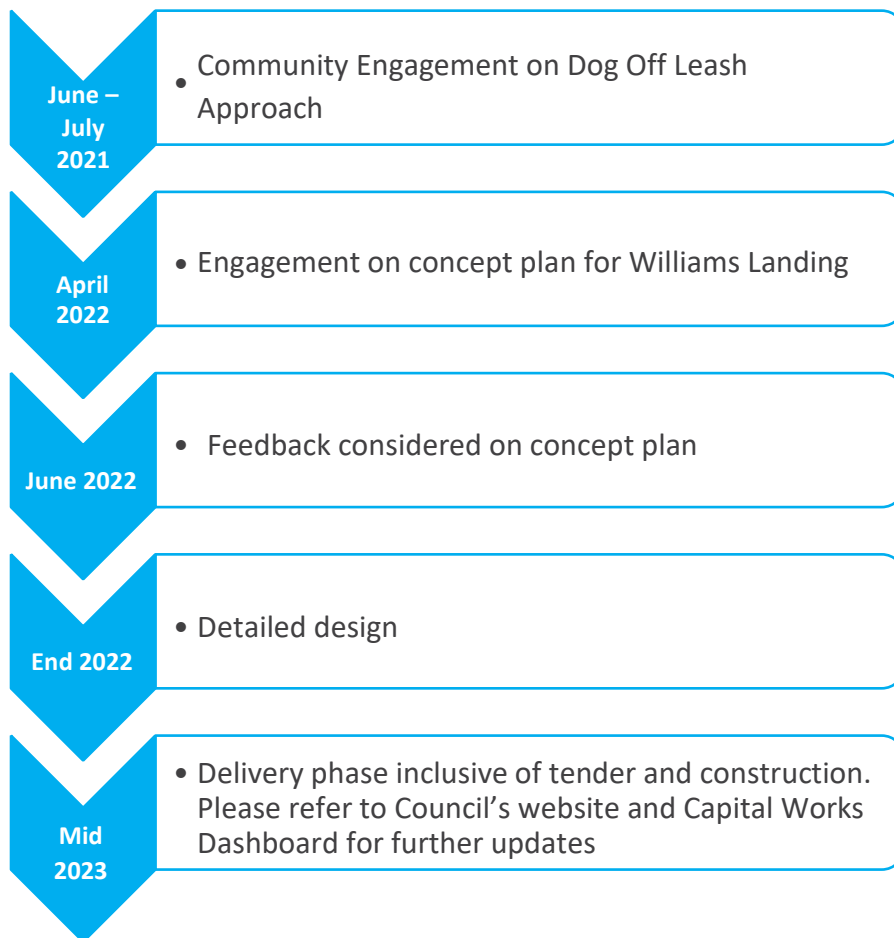 June –
July
2021
• Community Engagement on Dog Off Leash
Approach
April
2022
• Engagement on concept plan for Williams Landing
June 2022
• Feedback considered on concept plan
End 2022
• Detailed design
Mid
2023
• Delivery phase inclusive of tender and construction.
Please refer to Council’s website and Capital Works
Dashboard for further updates